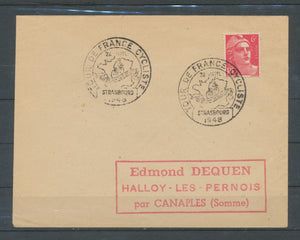 TOUR DE FRANCE CYCLISTE
STRASBOURG
1948
TOUR DE FRANCE CYCLISTE
STRASBOURG
1948
Edmond DEQUEN
HALLOY-LES-PERNOIS
par CANAPLES (Somme)